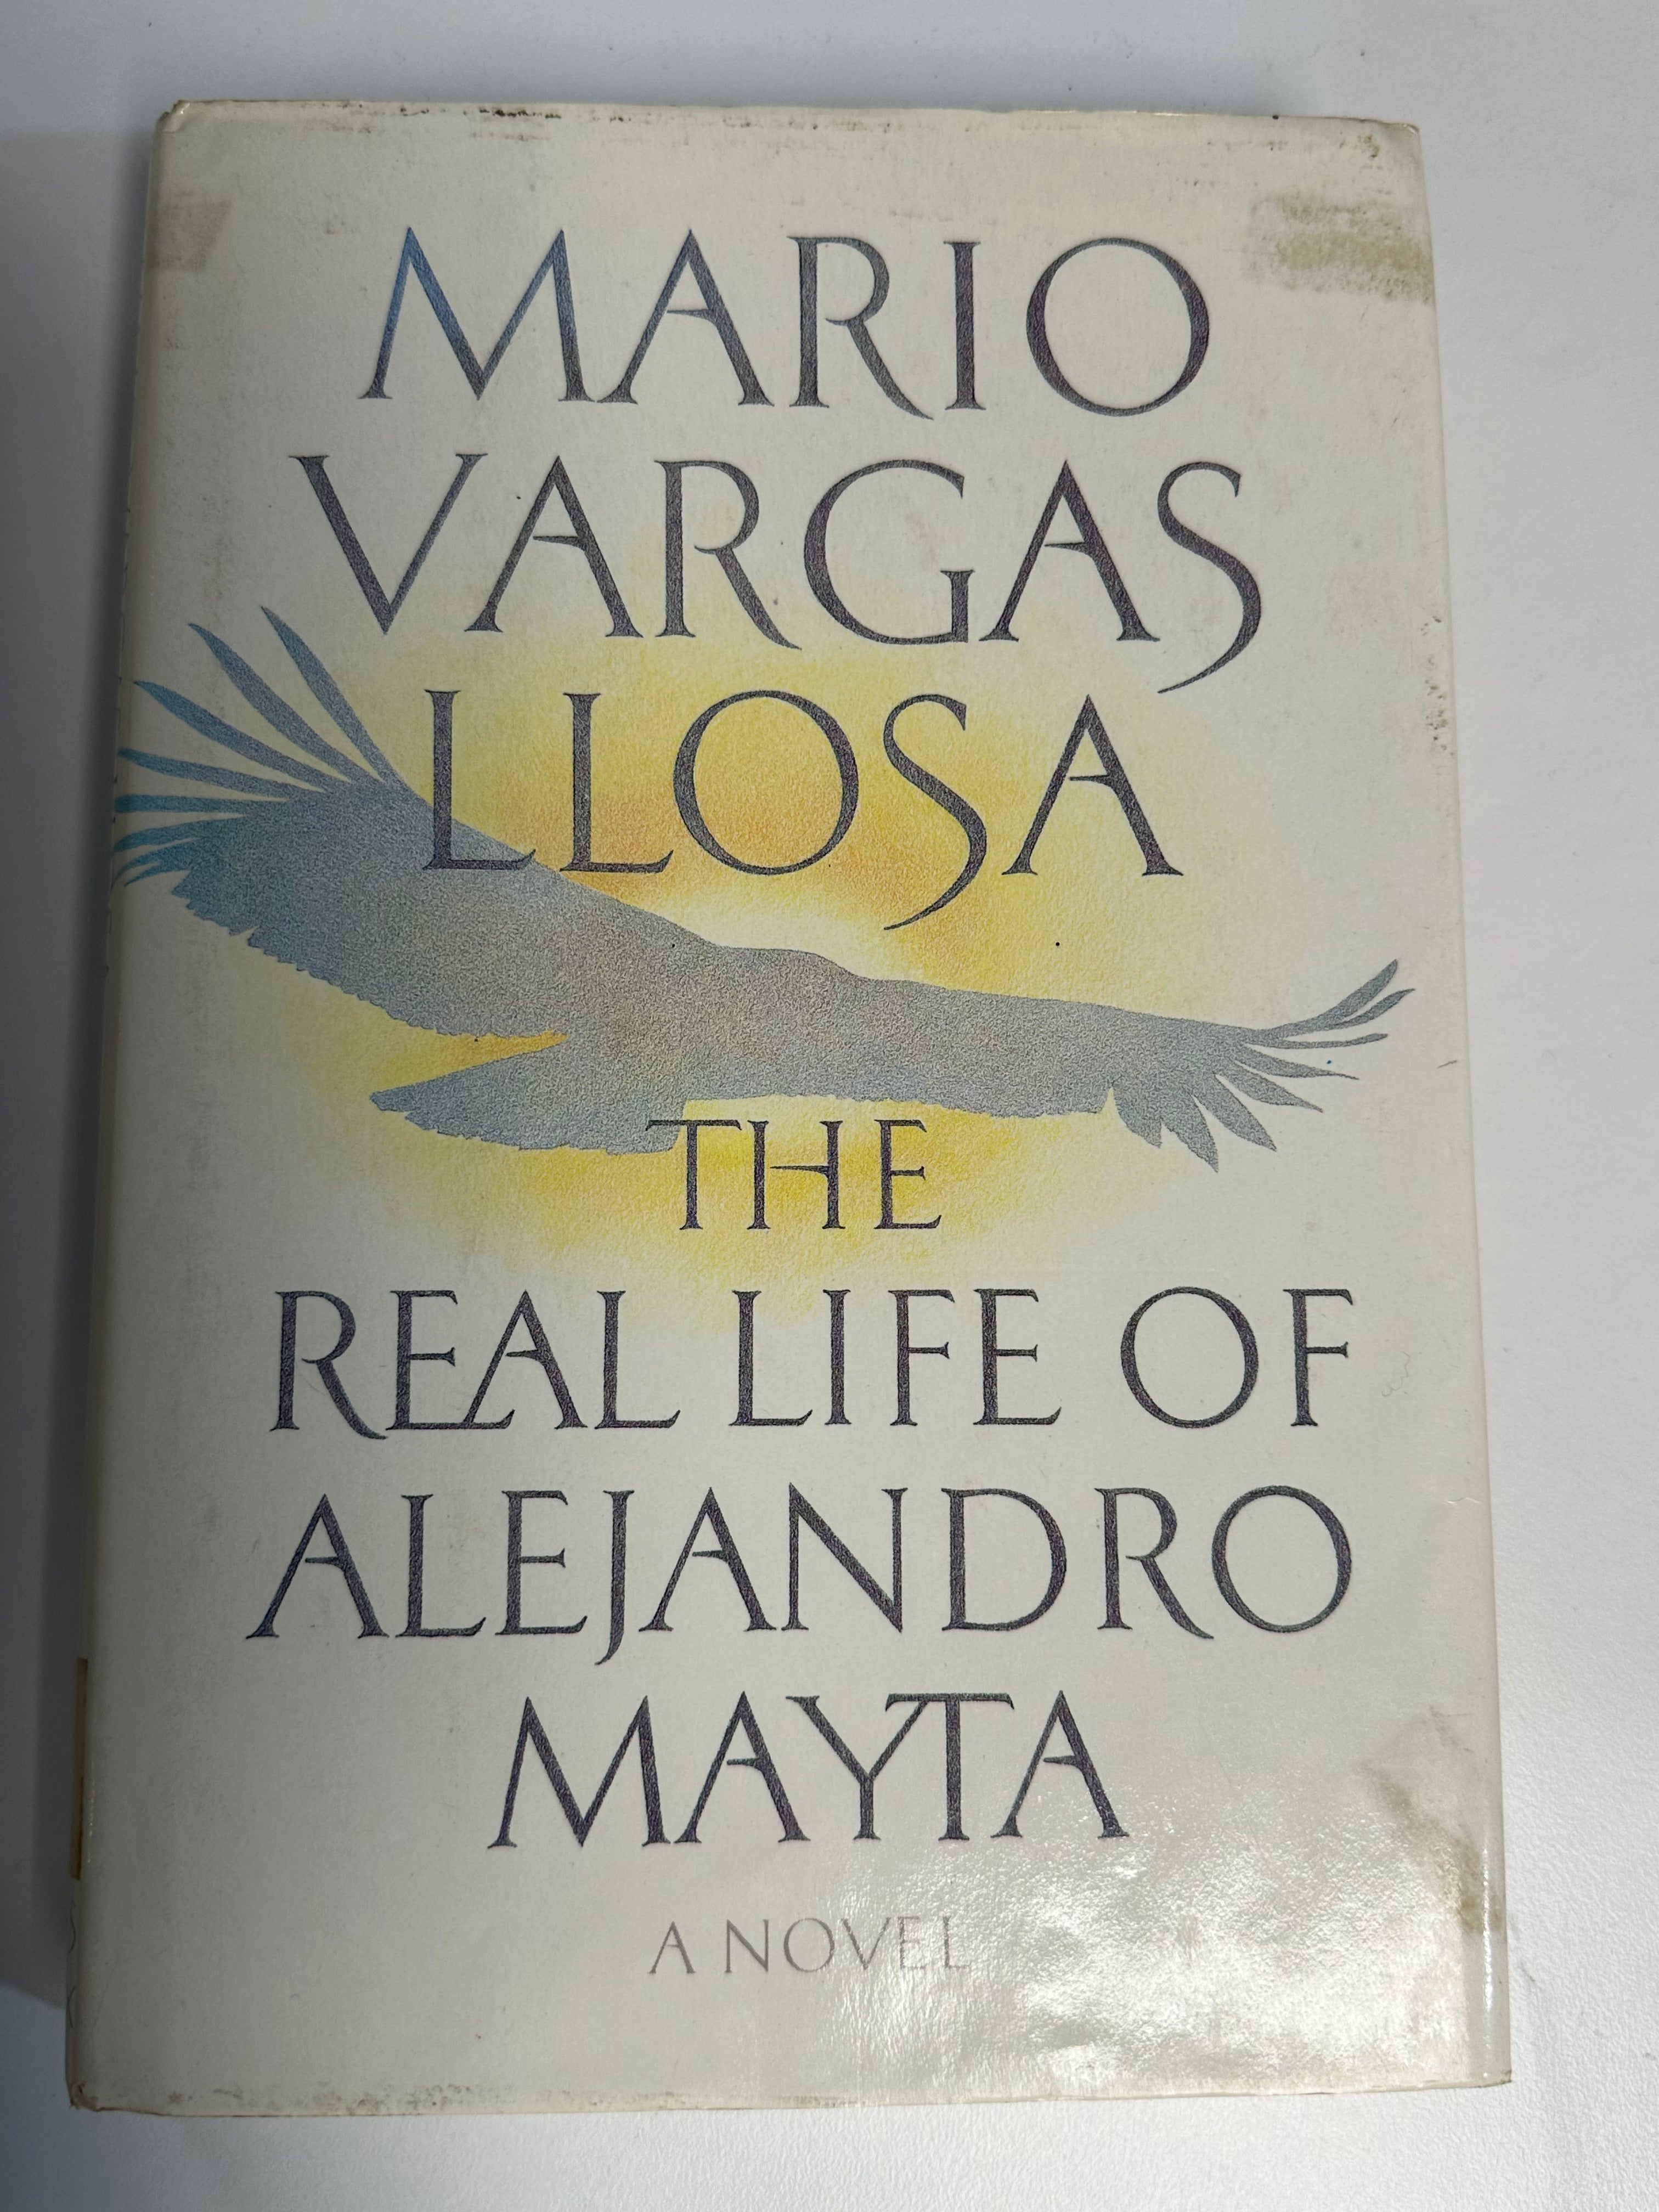 MARIO
VARGAS
LLOSA
THE
REAL LIFE OF
ALEJANDRO
MAYTA
A NOVEL